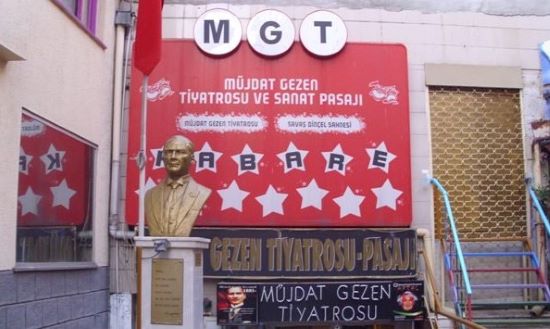 MGT
MÜJDAT GEZEN
TİYATROSU VE SANAT PASAJI
MÜJDAT GEZEN TİYATROSU
SAVAŞ DİNÇEL SAHNESİ
KABARE
GEZEN TİYATROSU-PASAJI
MÜJDAT GEZEN
TİYATROSU